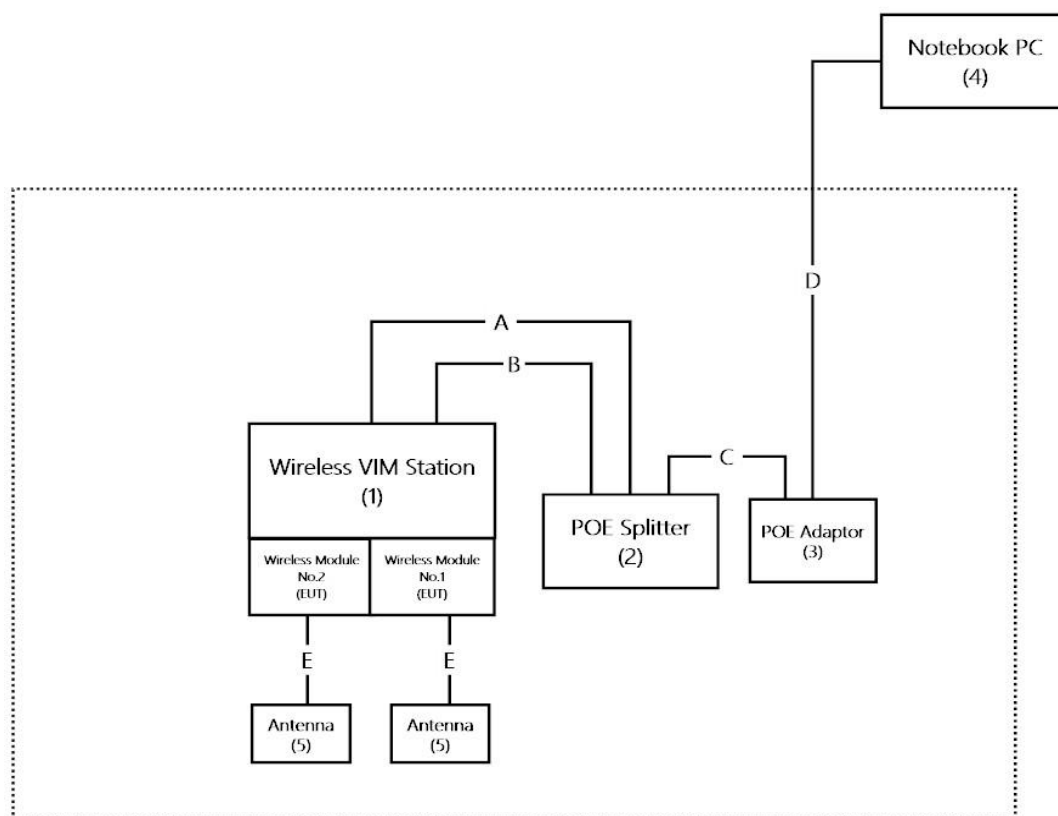 Notebook PC
(4)
D
A
B
Wireless VIM Station
(1)
C
POE Splitter
(2)
POE Adaptor
(3)
Wireless Module
No.2
(EUT)
Wireless Module
No.1
(EUT)
E
E
Antenna
(5)
Antenna
(5)